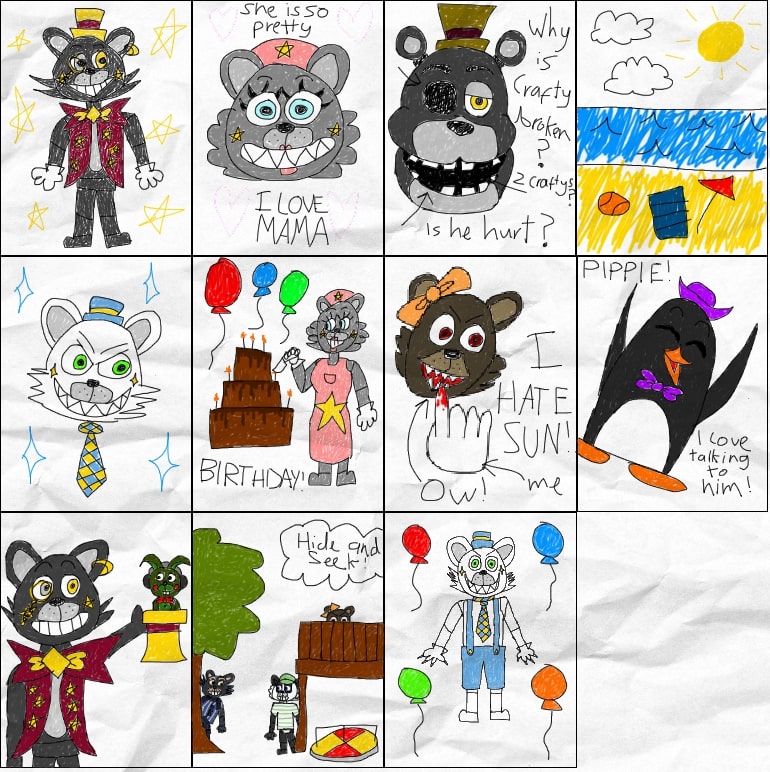 she is so
pretty
I LOVE
MAMA
Why
is
Crafty
broken
?
2 Craftys?
is he hurt?
BIRTHDAY!
I
HATE
SUN!
OW!
me
PIPPIE!
I love
talking
to
him!
Hide and
Seek!